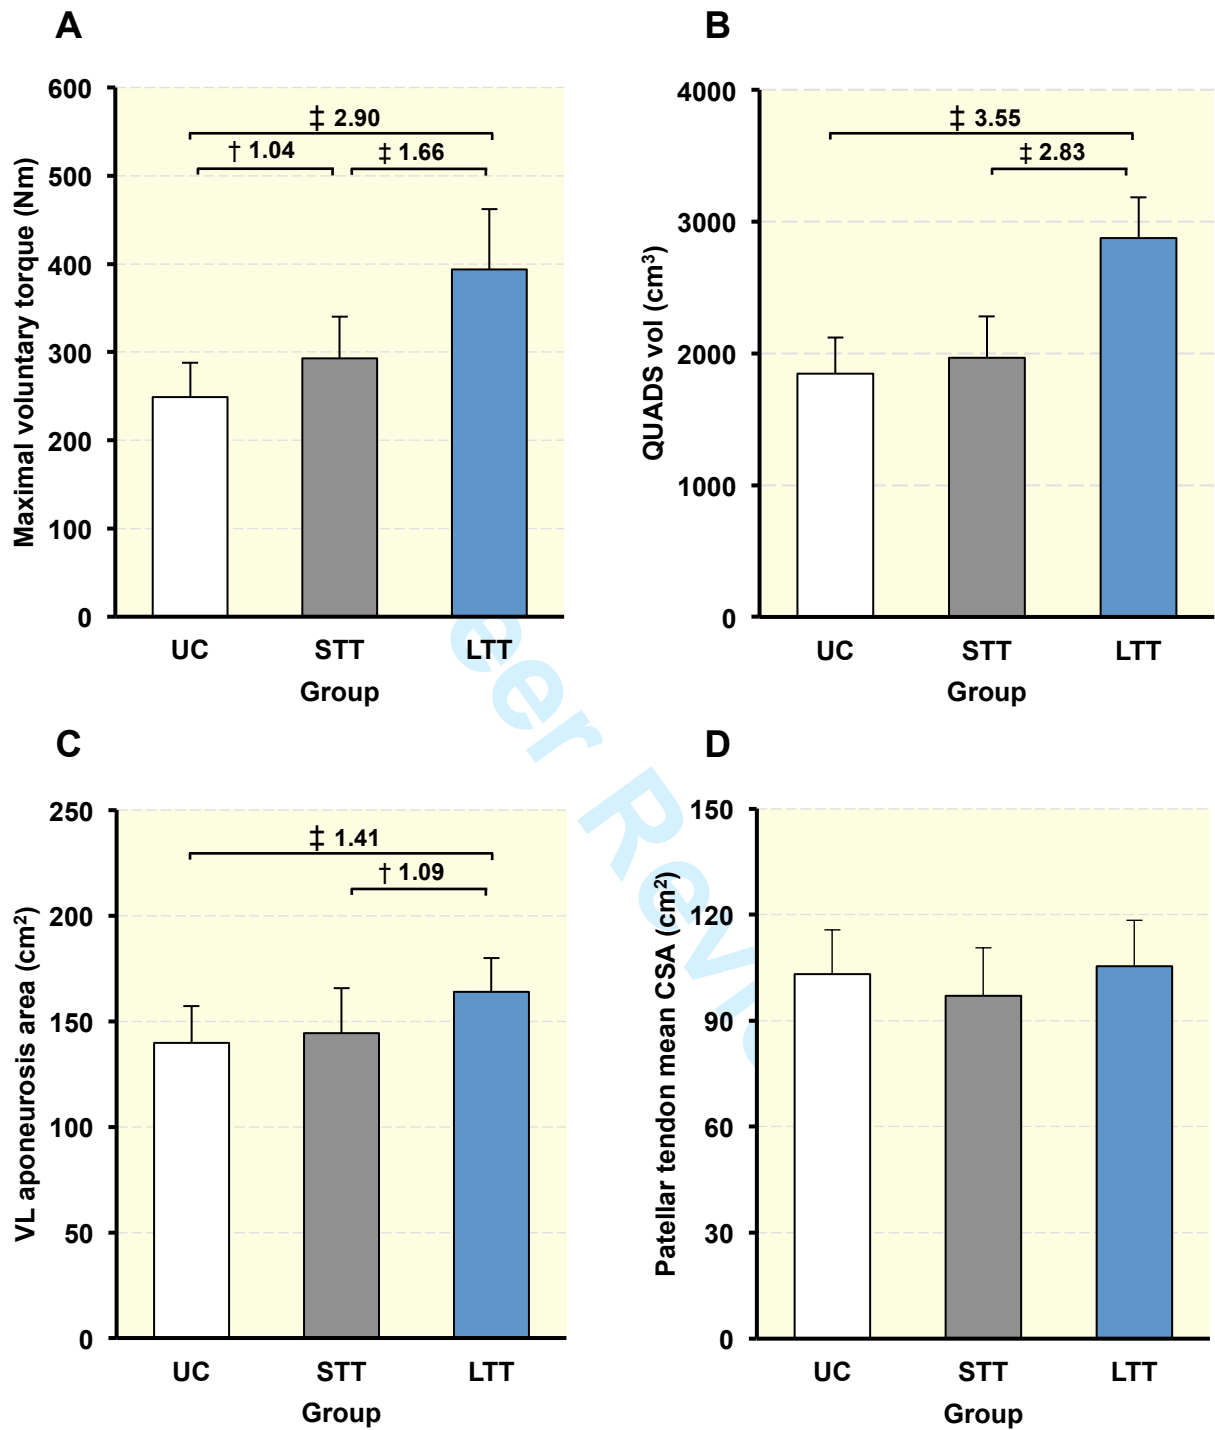 A
Maximal voluntary torque (Nm)
600
500
400
300
200
100
0
‡ 2.90
† 1.04
‡ 1.66
UC
STT
LTT
Group
B
QUADS vol (cm³)
4000
3000
2000
1000
0
‡ 3.55
‡ 2.83
UC
STT
LTT
Group
C
VL aponeurosis area (cm²)
250
200
150
100
50
0
‡ 1.41
† 1.09
UC
STT
LTT
Group
D
Patellar tendon mean CSA (cm²)
150
120
90
60
30
0
UC
STT
LTT
Group